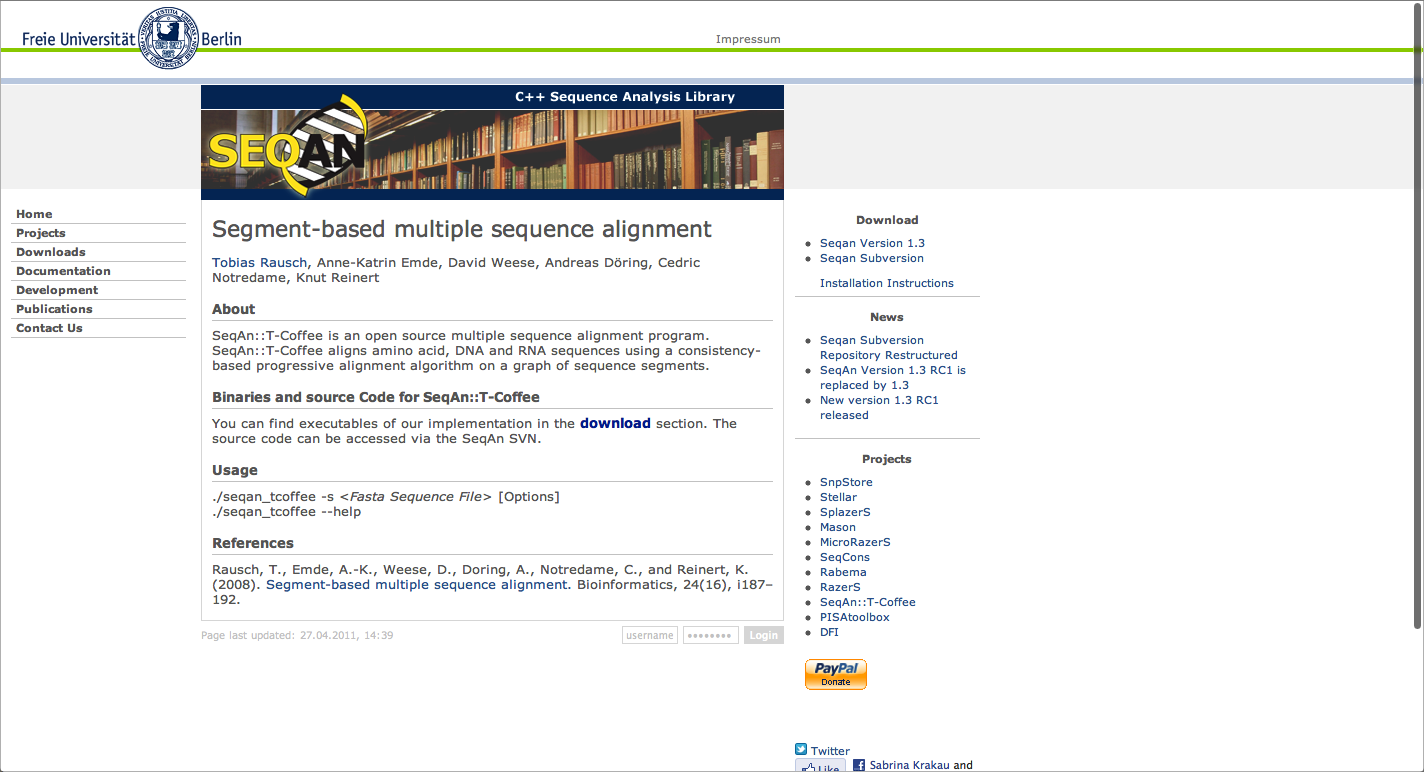 Freie Universität Berlin
Impressum
C++ Sequence Analysis Library
SEQAN
Home
Projects
Downloads
Documentation
Development
Publications
Contact Us
Segment-based multiple sequence alignment
Tobias Rausch, Anne-Katrin Emde, David Weese, Andreas Döring, Cedric
Notredame, Knut Reinert
About
SeqAn::T-Coffee is an open source multiple sequence alignment program.
SeqAn::T-Coffee aligns amino acid, DNA and RNA sequences using a consistency-
based progressive alignment algorithm on a graph of sequence segments.
Binaries and source Code for SeqAn::T-Coffee
You can find executables of our implementation in the download section. The
source code can be accessed via the SeqAn SVN.
Usage
./seqan_tcoffee -s <Fasta Sequence File> [Options]
./seqan_tcoffee --help
References
Rausch, T., Emde, A.-K., Weese, D., Doring, A., Notredame, C., and Reinert, K.
(2008). Segment-based multiple sequence alignment. Bioinformatics, 24(16), i187–
192.
Page last updated: 27.04.2011, 14:39
username
Login
Download
Seqan Version 1.3
Seqan Subversion
Installation Instructions
News
Seqan Subversion
Repository Restructured
SeqAn Version 1.3 RC1 is
replaced by 1.3
New version 1.3 RC1
released
Projects
SnpStore
Stellar
SplazerS
Mason
MicroRazerS
SeqCons
Rabema
RazerS
SeqAn::T-Coffee
PISAtoolbox
DFI
PayPal
Donate
Twitter
Like
Sabrina Krakau and